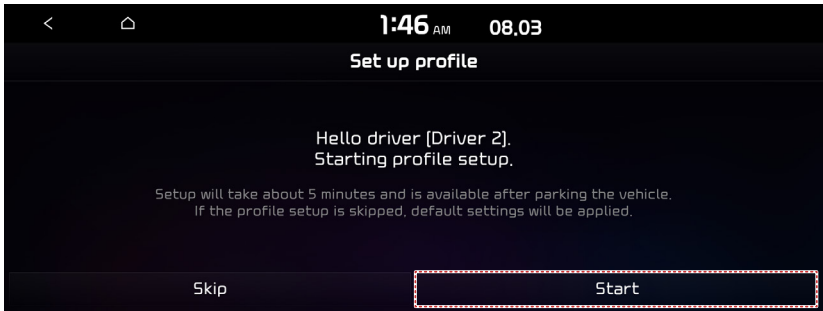 1:46 AM 08.03
Set up profile
Hello driver [Driver 2].
Starting profile setup.
Setup will take about 5 minutes and is available after parking the vehicle.
If the profile setup is skipped, default settings will be applied.
Skip Start